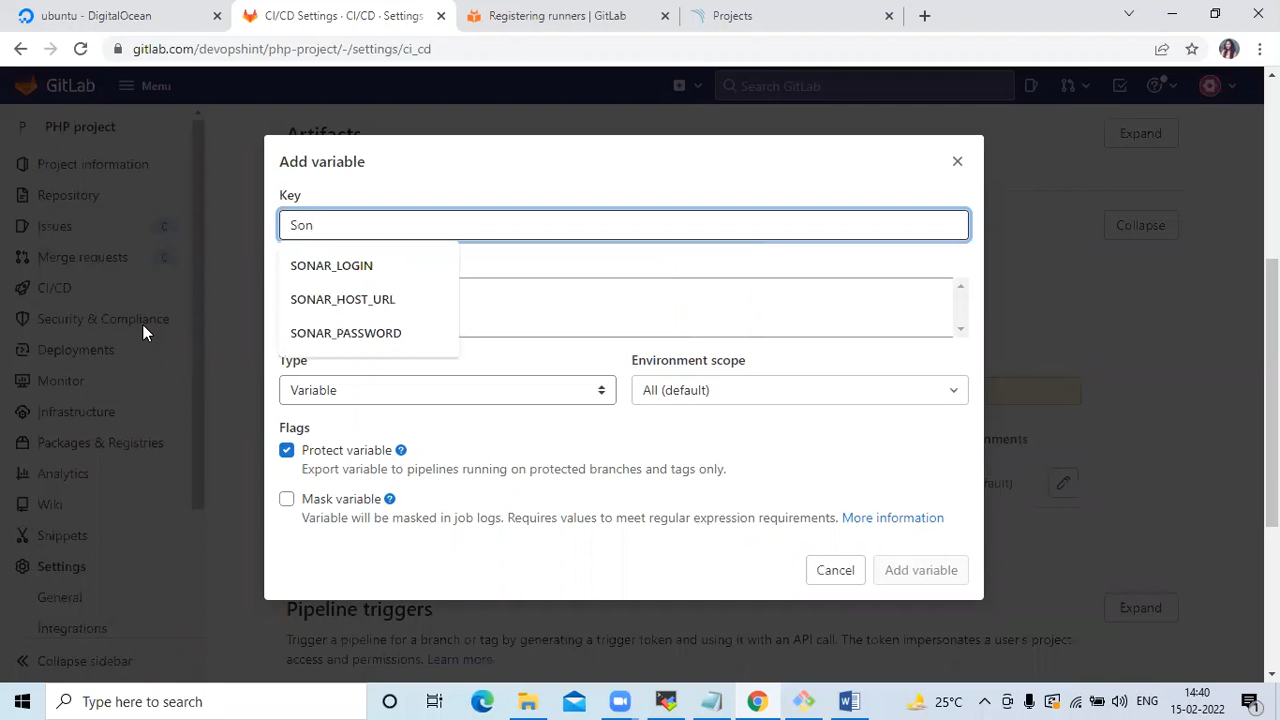 ubuntu - DigitalOcean
CI/CD Settings · CI/CD · Settings
Registering runners | GitLab
Projects
gitlab.com/devopshint/php-project/-/settings/ci_cd
GitLab
Menu
Search GitLab
P PHP project
Project information
Repository
Issues
Merge requests
CI/CD
Security & Compliance
Deployments
Monitor
Infrastructure
Packages & Registries
Analytics
Wiki
Snippets
Settings
General
Integrations
Collapse sidebar
Artifacts
Expand
Collapse
Add variable
Key
Son
SONAR_LOGIN
SONAR_HOST_URL
SONAR_PASSWORD
Type
Environment scope
Variable
All (default)
Flags
Protect variable
Export variable to pipelines running on protected branches and tags only.
Mask variable
Variable will be masked in job logs. Requires values to meet regular expression requirements. More information
Cancel
Add variable
Pipeline triggers
Expand
Trigger a pipeline for a branch or tag by generating a trigger token and using it with an API call. The token impersonates a user's project
access and permissions. Learn more.
Type here to search
25°C
ENG
14:40
15-02-2022